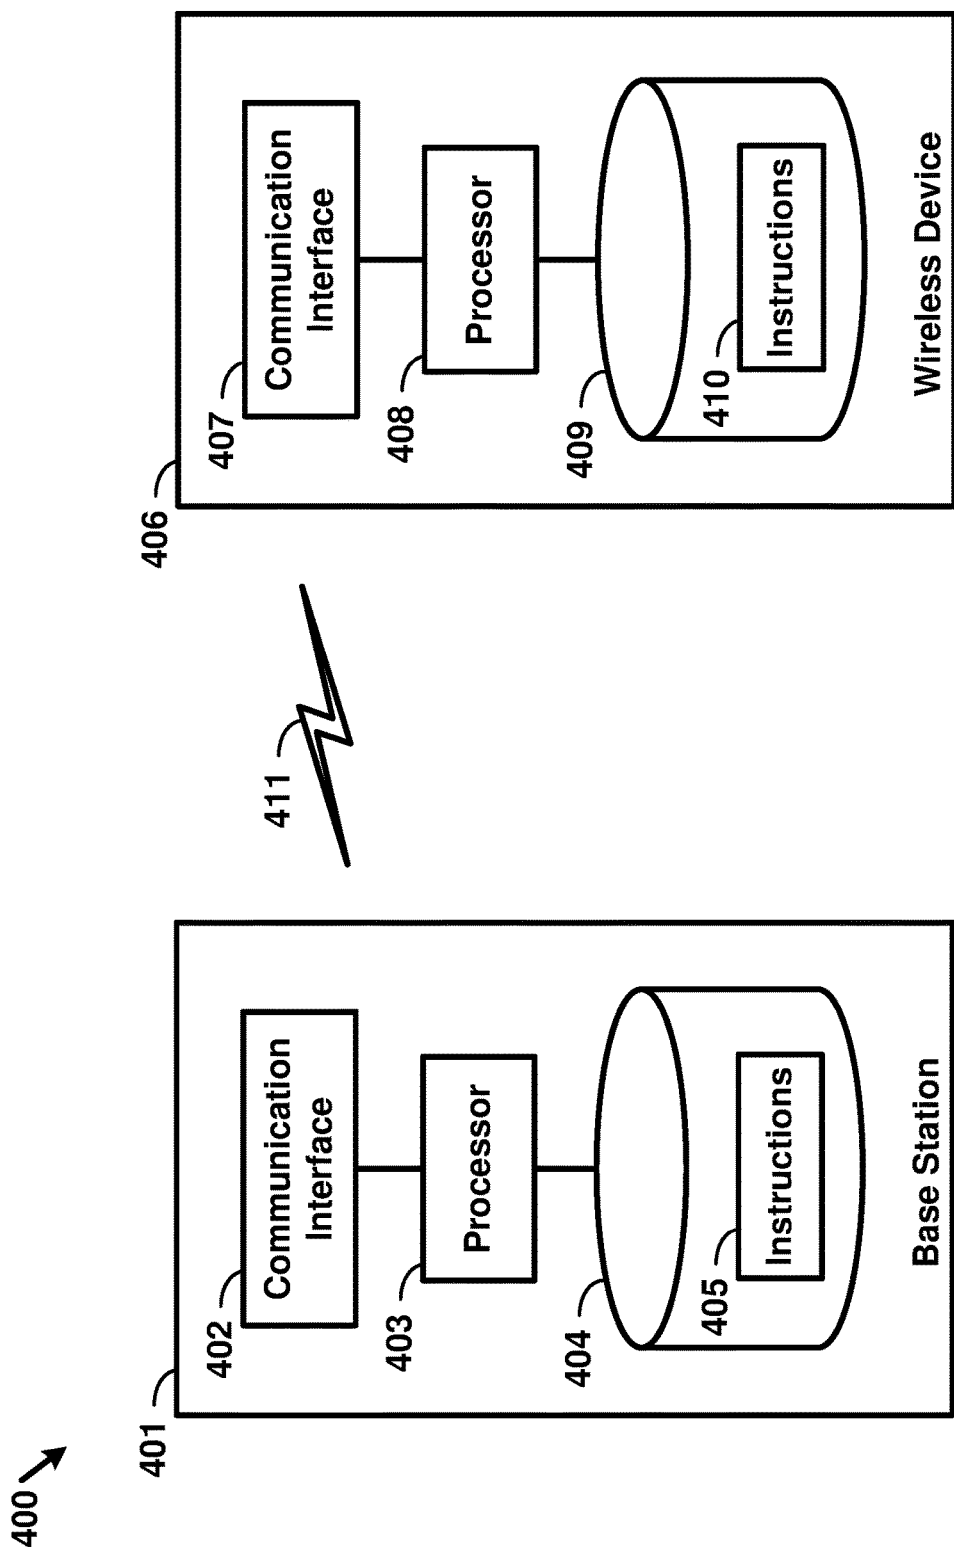 400
401
402
Communication
Interface
403
Processor
404
405
Instructions
Base Station
411
406
407
Communication
Interface
408
Processor
409
410
Instructions
Wireless Device